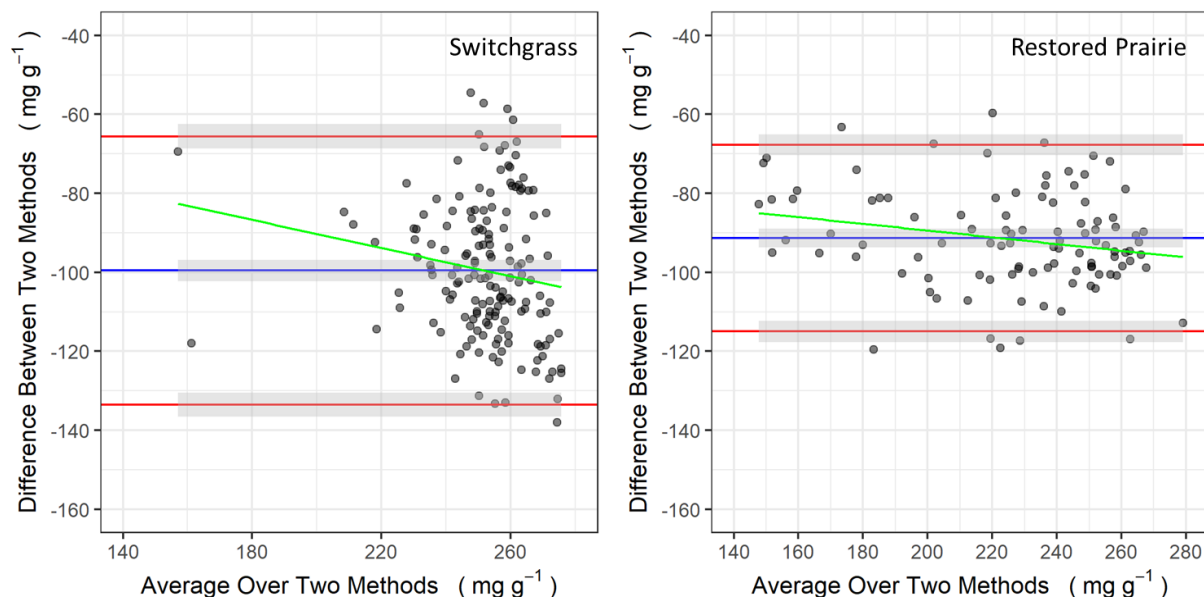 Switchgrass
Difference Between Two Methods ( mg g⁻¹ )
-40
-60
-80
-100
-120
-140
-160
140
180
220
260
Average Over Two Methods ( mg g⁻¹ )
Restored Prairie
Difference Between Two Methods ( mg g⁻¹ )
-40
-60
-80
-100
-120
-140
-160
140 160 180 200 220 240 260 280
Average Over Two Methods ( mg g⁻¹ )